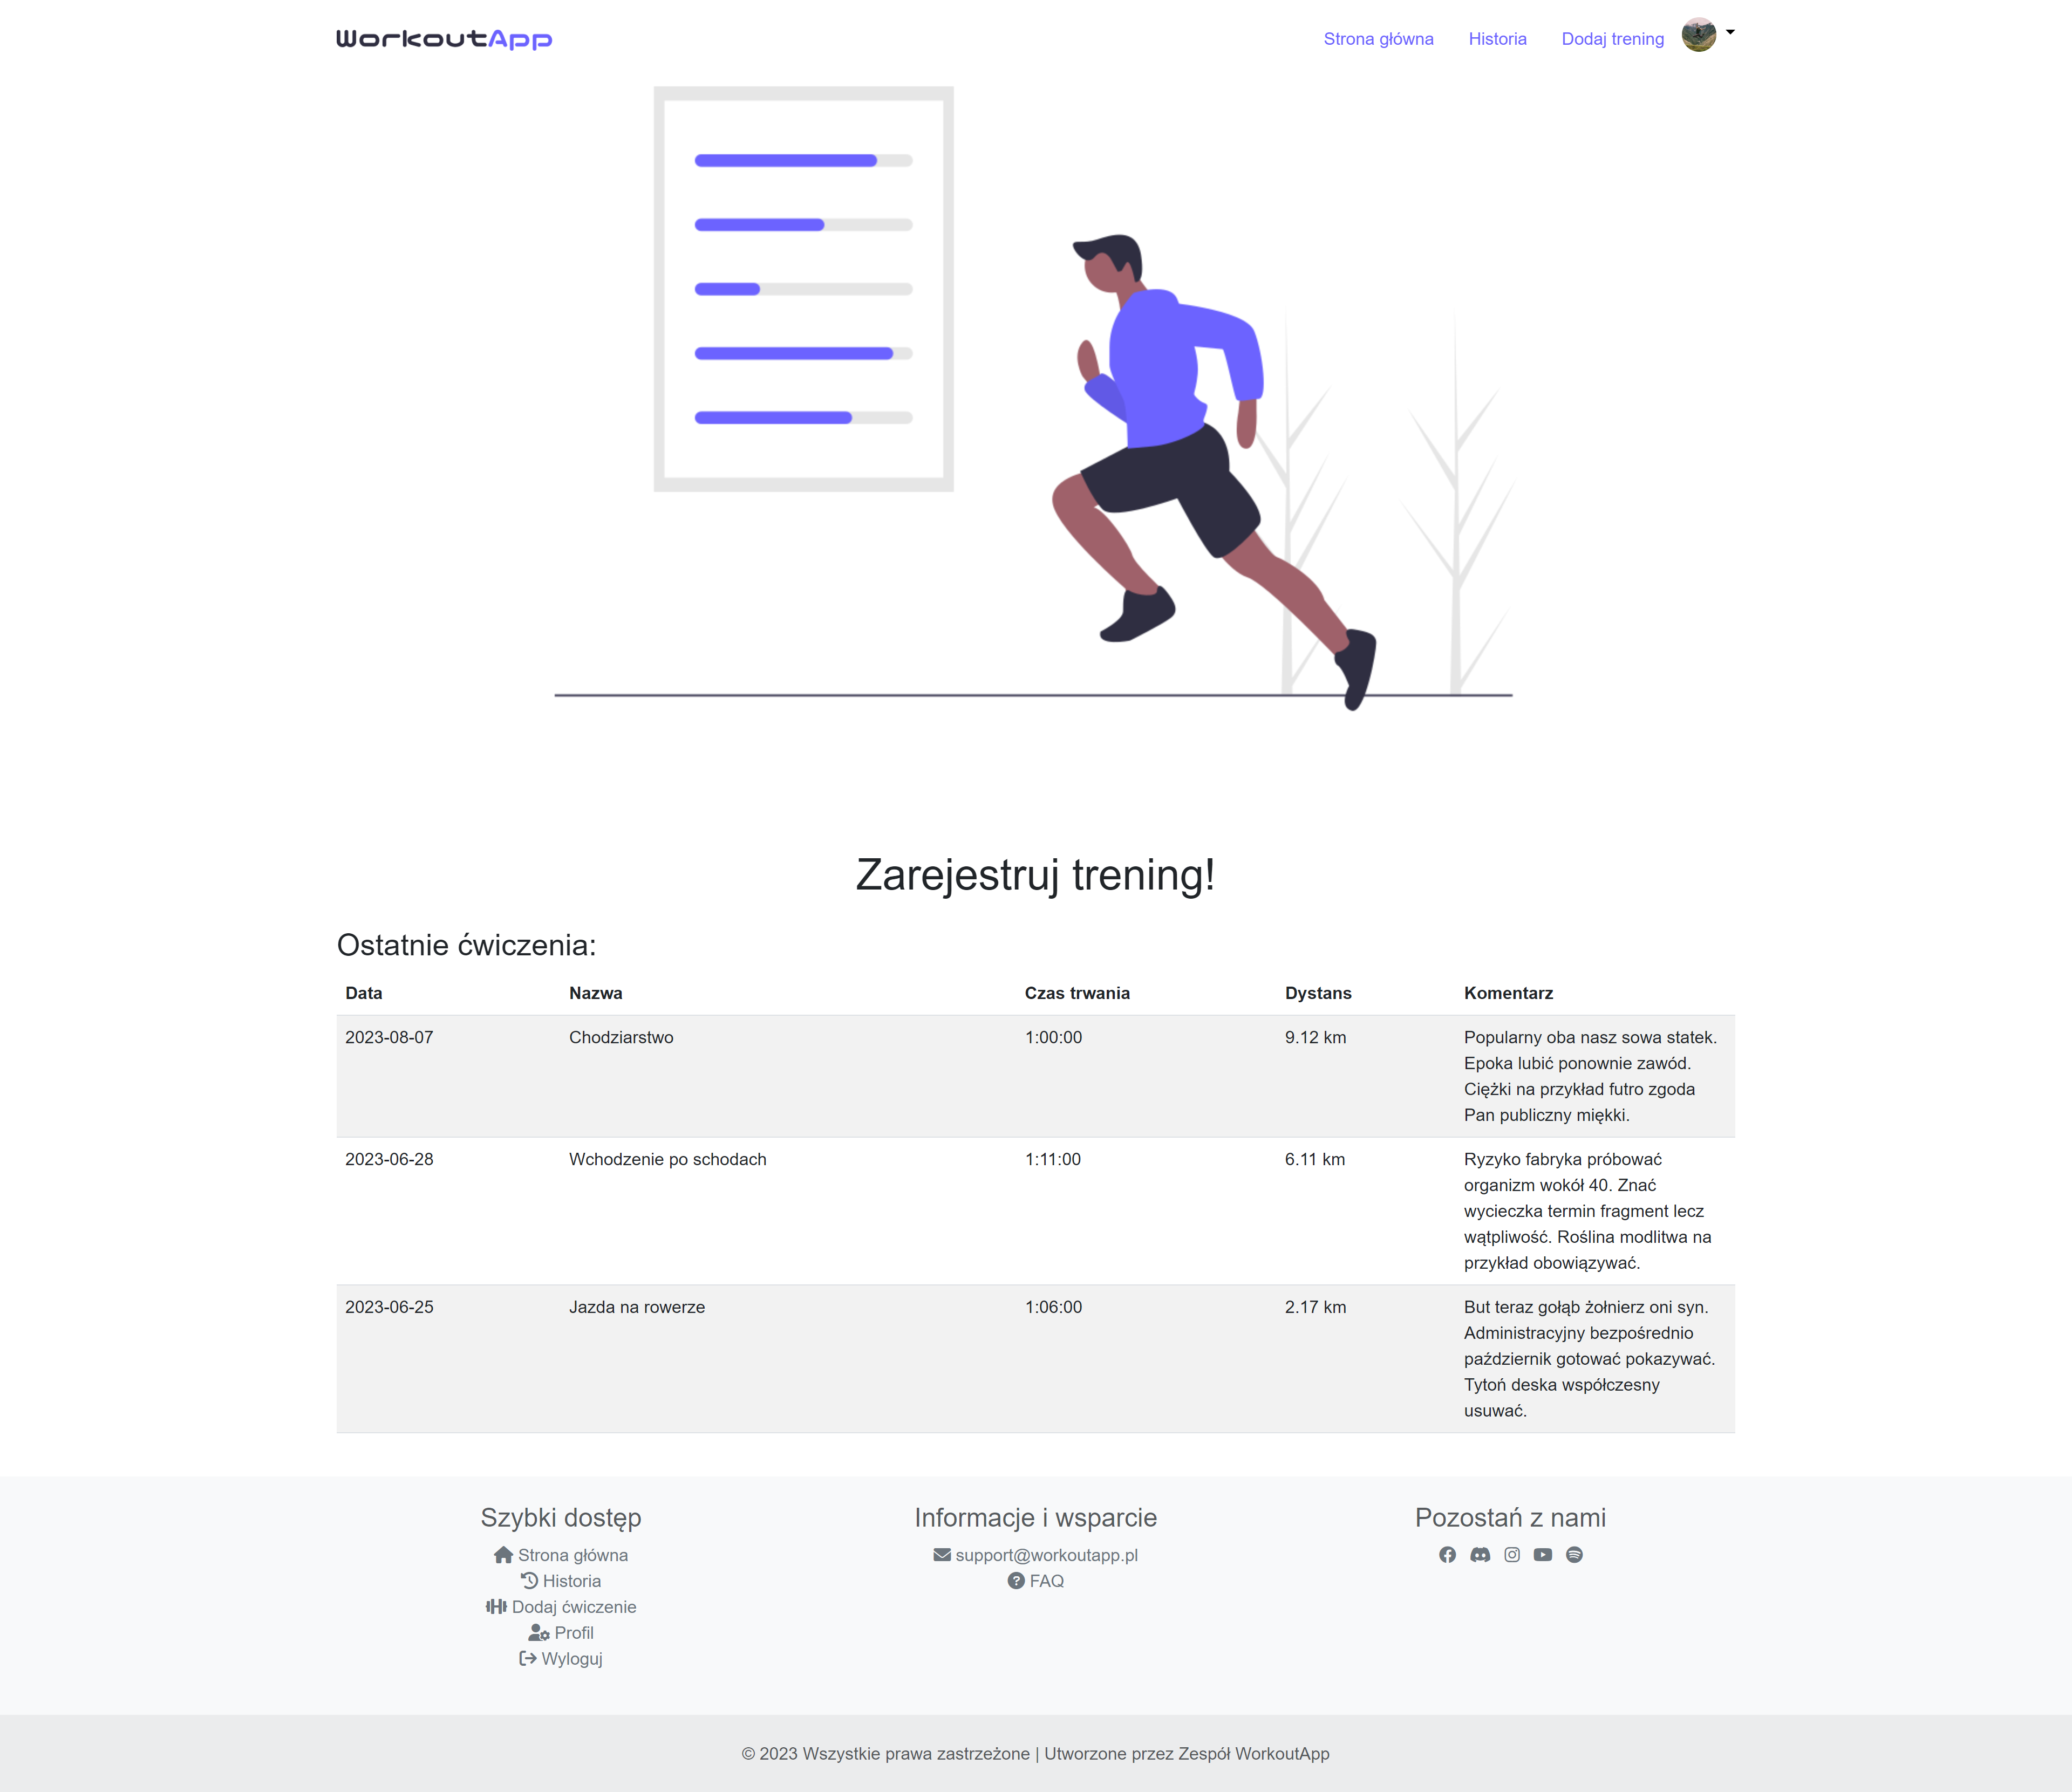 WorkoutApp
Strona główna
Historia
Dodaj trening
Zarejestruj trening!
Ostatnie ćwiczenia:
Data Nazwa Czas trwania Dystans Komentarz
2023-08-07 Chodziarstwo 1:00:00 9.12 km Popularny oba nasz sowa statek.
Epoka lubić ponownie zawód.
Ciężki na przykład futro zgoda
Pan publiczny miękki.
2023-06-28 Wchodzenie po schodach 1:11:00 6.11 km Ryzyko fabryka próbować
organizm wokół 40. Znać
wycieczka termin fragment lecz
wątpliwość. Roślina modlitwa na
przykład obowiązywać.
2023-06-25 Jazda na rowerze 1:06:00 2.17 km But teraz gołąb żołnierz oni syn.
Administracyjny bezpośrednio
październik gotować pokazywać.
Tytoń deska współczesny
usuwać.
Szybki dostęp
Strona główna
Historia
Dodaj ćwiczenie
Profil
Wyloguj
Informacje i wsparcie
support@workoutapp.pl
FAQ
Pozostań z nami
© 2023 Wszystkie prawa zastrzeżone | Utworzone przez Zespół WorkoutApp